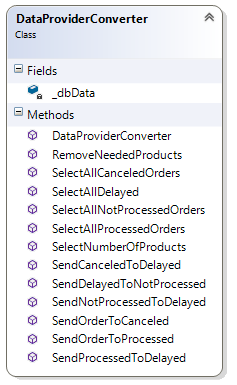 DataProviderConverter
Class
Fields
_dbData
Methods
DataProviderConverter
RemoveNeededProducts
SelectAllCanceledOrders
SelectAllDelayed
SelectAllNotProcessedOrders
SelectAllProcessedOrders
SelectNumberOfProducts
SendCanceledToDelayed
SendDelayedToNotProcessed
SendNotProcessedToDelayed
SendOrderToCanceled
SendOrderToProcessed
SendProcessedToDelayed